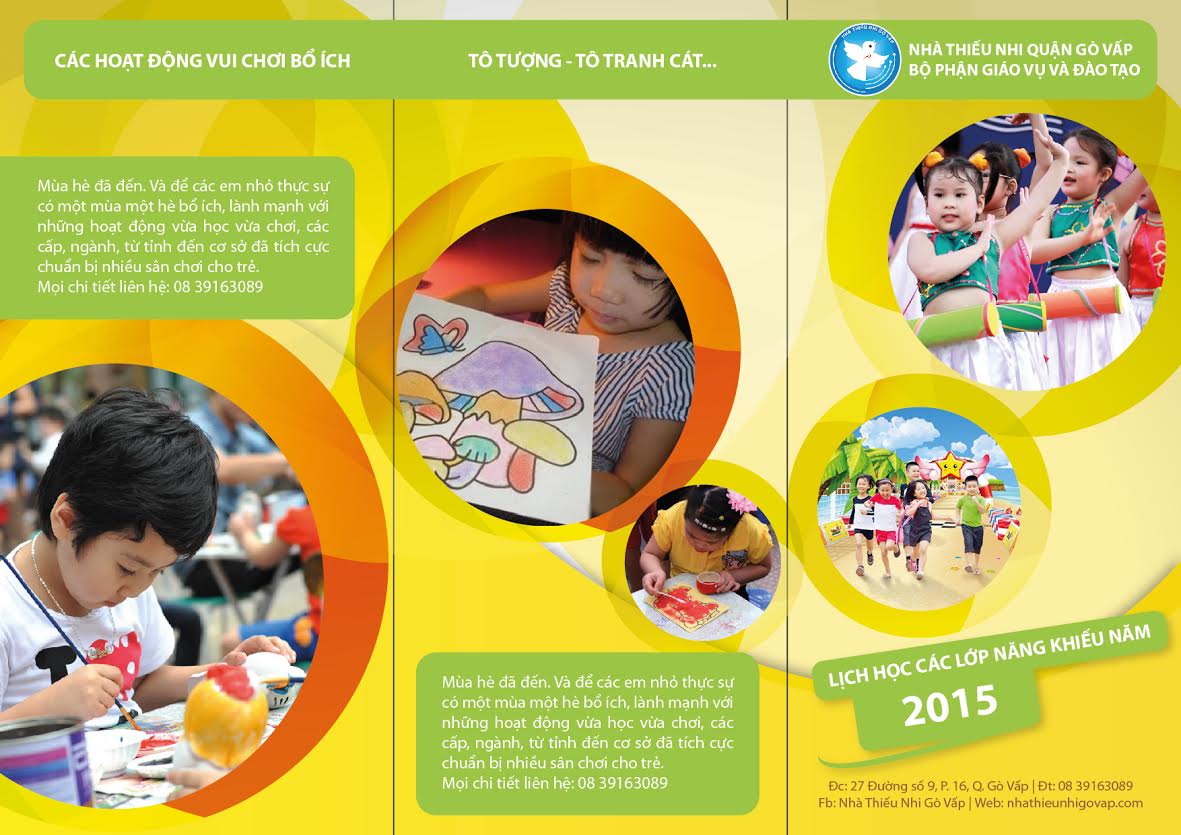 CÁC HOẠT ĐỘNG VUI CHƠI BỔ ÍCH
Mùa hè đã đến. Và để các em nhỏ thực sự
có một mùa một hè bổ ích, lành mạnh với
những hoạt động vừa học vừa chơi, các
cấp, ngành, từ tỉnh đến cơ sở đã tích cực
chuẩn bị nhiều sân chơi cho trẻ.
Mọi chi tiết liên hệ: 08 39163089
TÔ TƯỢNG - TÔ TRANH CÁT...
Mùa hè đã đến. Và để các em nhỏ thực sự
có một mùa một hè bổ ích, lành mạnh với
những hoạt động vừa học vừa chơi, các
cấp, ngành, từ tỉnh đến cơ sở đã tích cực
chuẩn bị nhiều sân chơi cho trẻ.
Mọi chi tiết liên hệ: 08 39163089
NHÀ THIẾU NHI GÒ VẤP
NHÀ THIẾU NHI QUẬN GÒ VẤP
BỘ PHẬN GIÁO VỤ VÀ ĐÀO TẠO
LỊCH HỌC CÁC LỚP NĂNG KHIẾU NĂM
2015
Đc: 27 Đường số 9, P. 16, Q. Gò Vấp | Đt: 08 39163089
Fb: Nhà Thiếu Nhi Gò Vấp | Web: nhathieunhigovap.com